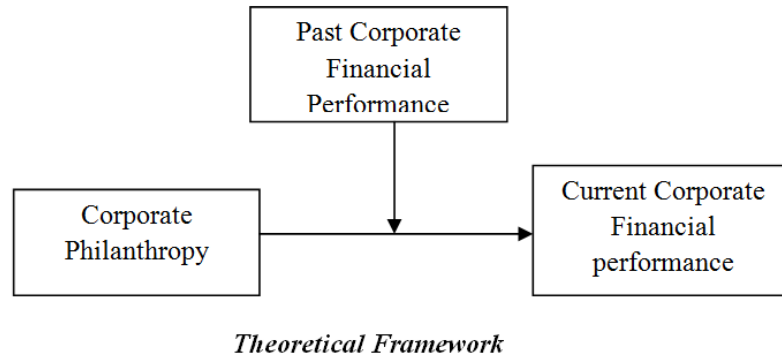 Past Corporate
Financial
Performance
Corporate
Philanthropy
Current Corporate
Financial
performance
Theoretical Framework